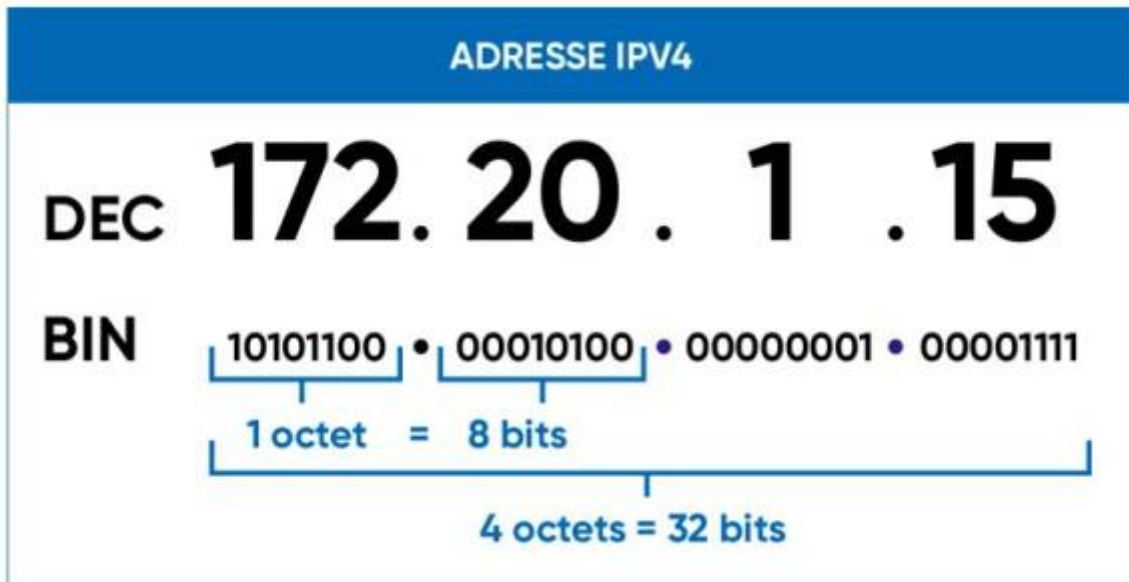 ADRESSE IPV4
DEC 172. 20 . 1 . 15
BIN 10101100 • 00010100 • 00000001 • 00001111
1 octet = 8 bits
4 octets = 32 bits